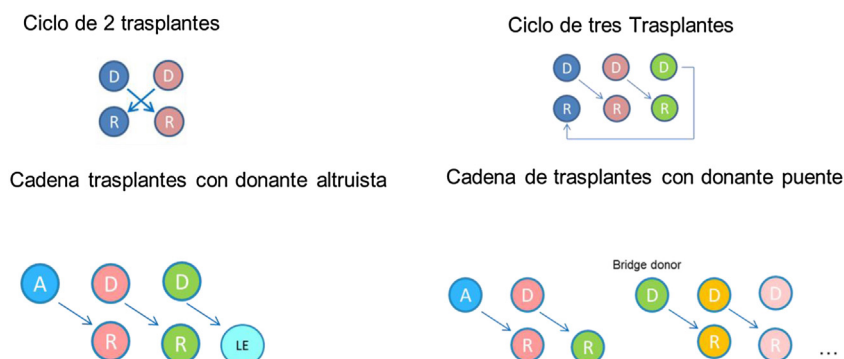 Ciclo de 2 trasplantes
D D
R R
Ciclo de tres Trasplantes
D D D
R R R
Cadena trasplantes con donante altruista
A D D
R R LE
Cadena de trasplantes con donante puente
Bridge donor
A D D D D
R R R R ...